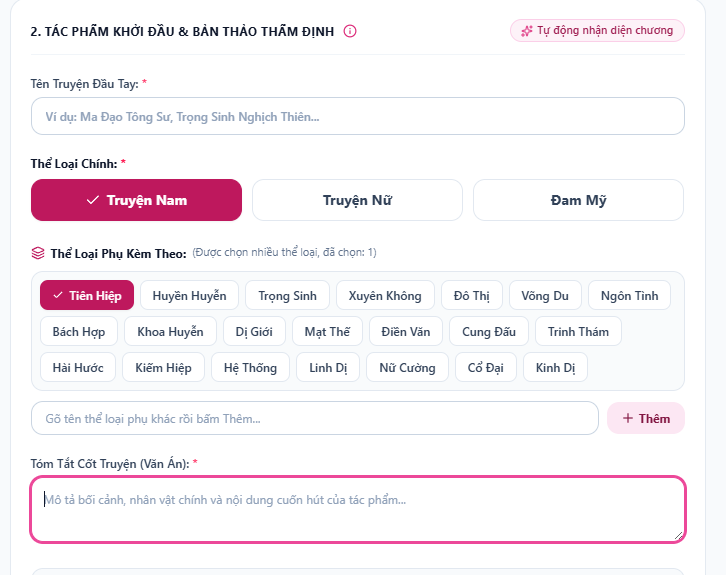 2. TÁC PHẨM KHỞI ĐẦU & BẢN THẢO THẨM ĐỊNH
Tự động nhận diện chương
Tên Truyện Đầu Tay: *
Ví dụ: Ma Đạo Tông Sư, Trọng Sinh Nghịch Thiên...
Thể Loại Chính: *
Truyện Nam Truyện Nữ Đam Mỹ
Thể Loại Phụ Kèm Theo: (Được chọn nhiều thể loại, đã chọn: 1)
Tiên Hiệp Huyền Huyễn Trọng Sinh Xuyên Không Đô Thị Võng Du Ngôn Tình
Bách Hợp Khoa Huyễn Dị Giới Mạt Thế Điền Văn Cung Đấu Trinh Thám
Hài Hước Kiếm Hiệp Hệ Thống Linh Dị Nữ Cường Cổ Đại Kinh Dị
Gõ tên thể loại phụ khác rồi bấm Thêm...
+ Thêm
Tóm Tắt Cốt Truyện (Văn Án): *
Mô tả bối cảnh, nhân vật chính và nội dung cuốn hút của tác phẩm...